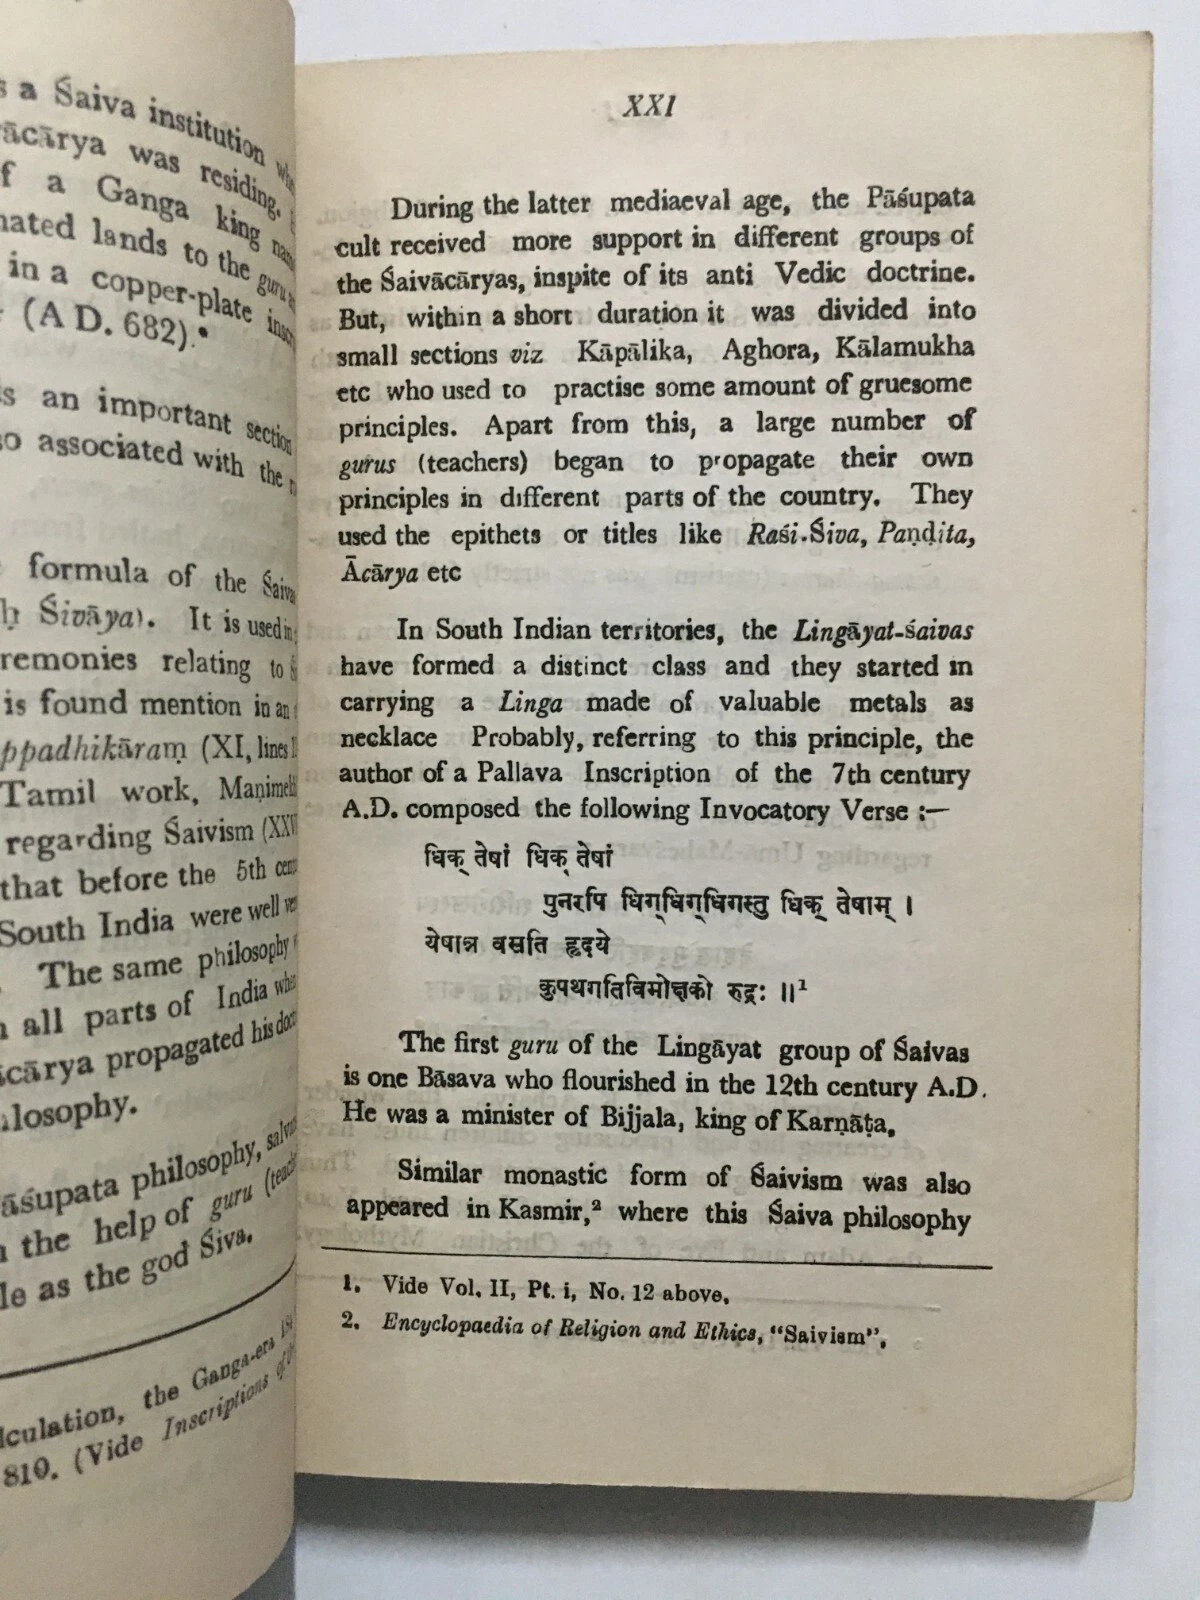 s a Śaiva institution
ācārya was residing.
f a Ganga king
nated lands to the guru
in a copper-plate
(A D. 682).
is an important section
so associated with the
formula of the
ḥ Śivāya). It is used in
remonies relating to
is found mention in an
ppadhikāraṃ (XI, lines
Tamil work,
regarding Śaivism
that before the 5th
South India were well
The same philosophy
all parts of India
ācārya propagated his
ilosophy.
āśupata philosophy,
the help of guru
le as the god Śiva.
lculation, the Ganga-era
810. (Vide Inscriptions of
XXI
During the latter mediaeval age, the Pāśupata
cult received more support in different groups of
the Śaivācāryas, inspite of its anti Vedic doctrine.
But, within a short duration it was divided into
small sections viz Kāpālika, Aghora, Kālamukha
etc who used to practise some amount of gruesome
principles. Apart from this, a large number of
gurus (teachers) began to propagate their own
principles in different parts of the country. They
used the epithets or titles like Raśi-Śiva, Paṇḍita,
Ācārya etc
In South Indian territories, the Lingāyat-śaivas
have formed a distinct class and they started in
carrying a Linga made of valuable metals as
necklace Probably, referring to this principle, the
author of a Pallava Inscription of the 7th century
A.D. composed the following Invocatory Verse :—
धिक् तेषां धिक् तेषां
पुनरपि धिग्धिग्धिगस्तु धिक् तेषाम् ।
येषान्न वसति हृदये
कुपथगतिविमोक्षको रुद्रः ॥1
The first guru of the Lingāyat group of Śaivas
is one Bāsava who flourished in the 12th century A.D.
He was a minister of Bijjala, king of Karṇāṭa.
Similar monastic form of Śaivism was also
appeared in Kasmir,2 where this Śaiva philosophy
1. Vide Vol. II, Pt. i, No. 12 above.
2. Encyclopaedia of Religion and Ethics, "Saivism".